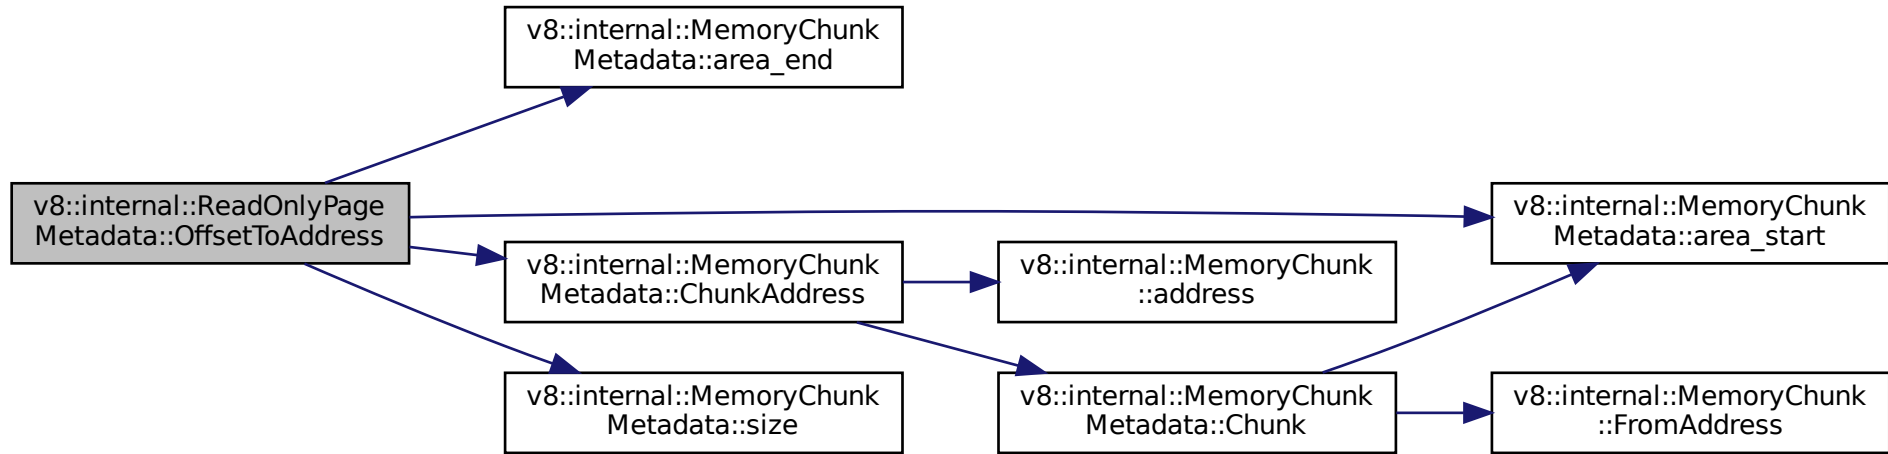 v8::internal::MemoryChunk
Metadata::area_end
v8::internal::ReadOnlyPage
Metadata::OffsetToAddress
v8::internal::MemoryChunk
Metadata::area_start
v8::internal::MemoryChunk
Metadata::ChunkAddress
v8::internal::MemoryChunk
::address
v8::internal::MemoryChunk
Metadata::size
v8::internal::MemoryChunk
Metadata::Chunk
v8::internal::MemoryChunk
::FromAddress